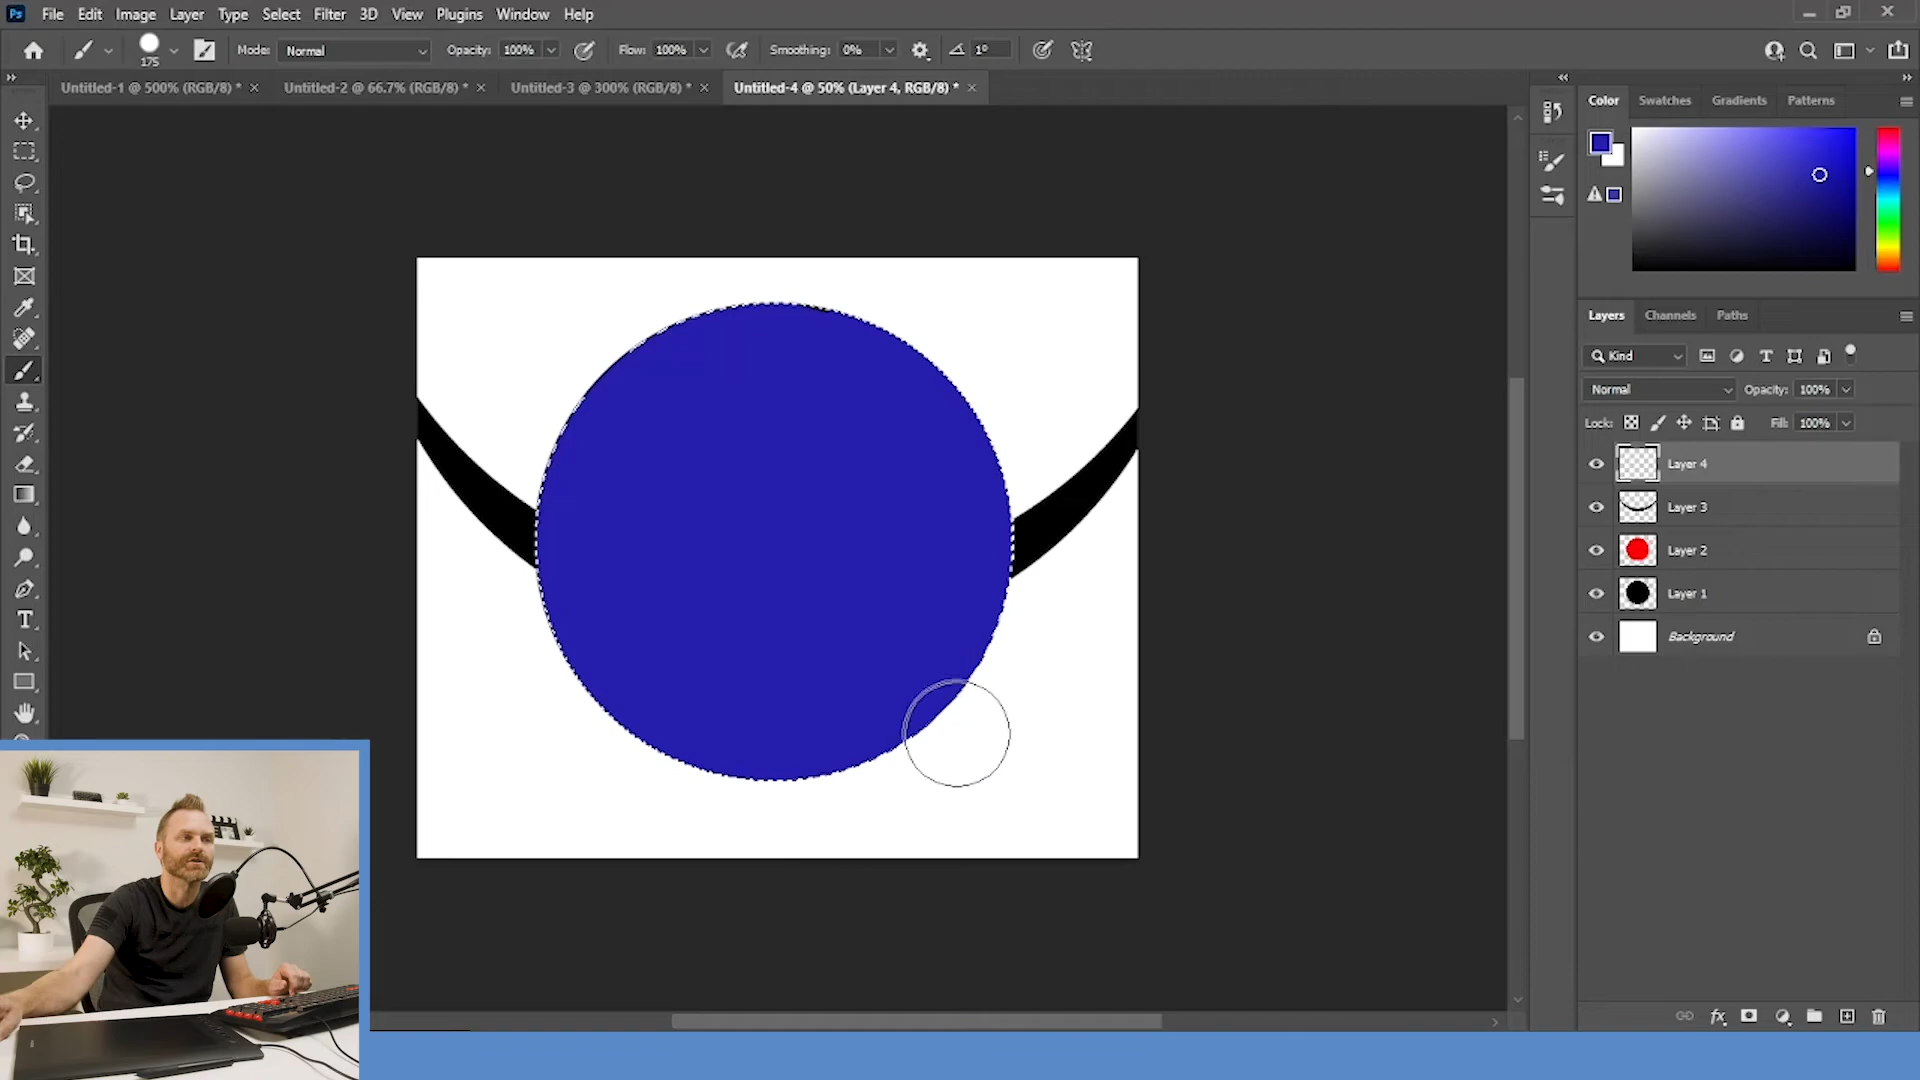 Ps File Edit Image Layer Type Select Filter 3D View Plugins Window Help
175 Mode: Normal Opacity: 100% Flow: 100% Smoothing: 0% 1°
Untitled-1 @ 500% (RGB/8) * Untitled-2 @ 66.7% (RGB/8) * Untitled-3 @ 300% (RGB/8) * Untitled-4 @ 50% (Layer 4, RGB/8) *
Color Swatches Gradients Patterns
Layers Channels Paths
Kind
Normal Opacity: 100%
Lock: Fill: 100%
Layer 4
Layer 3
Layer 2
Layer 1
Background